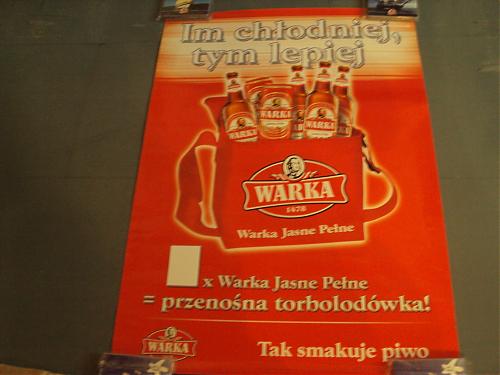 Im chłodniej,
tym lepiej
WARKA
WARKA
WARKA
WARKA
1478
Warka Jasne Pełne
x Warka Jasne Pełne
= przenośna torbolodówka!
WARKA
Tak smakuje piwo